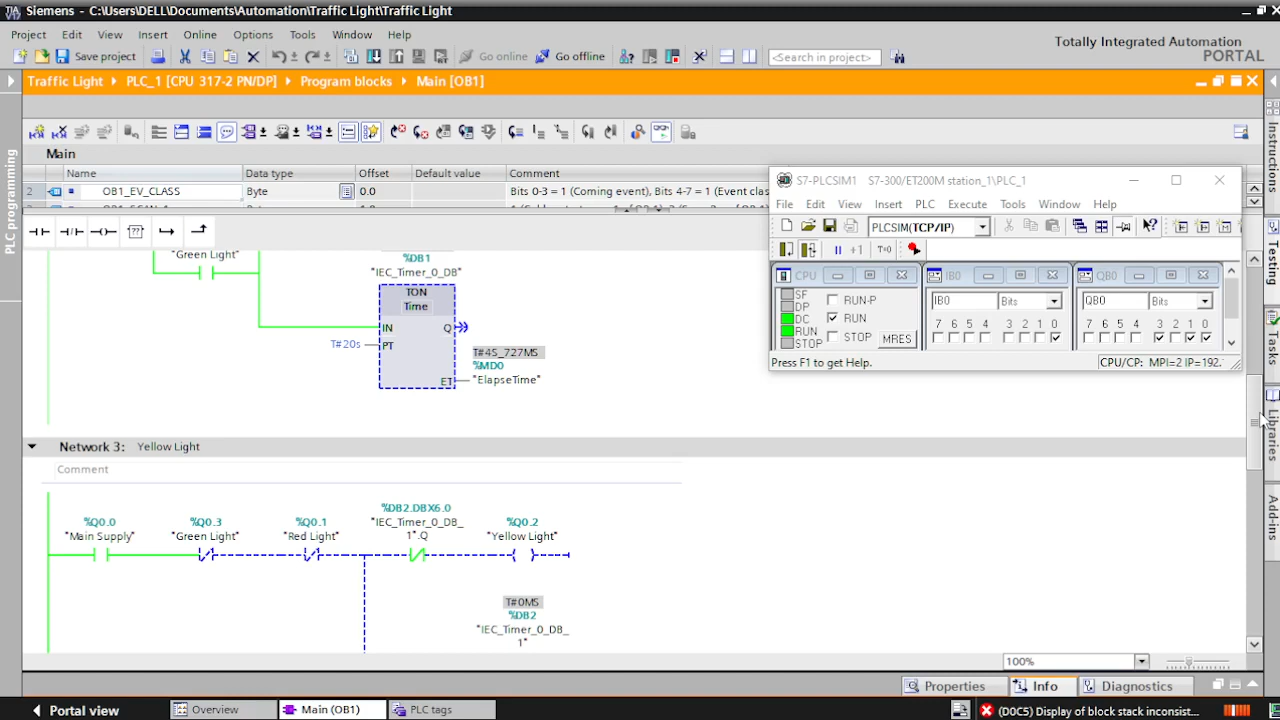 Siemens - C:\Users\DELL\Documents\Automation\Traffic Light\Traffic Light
Project Edit View Insert Online Options Tools Window Help
Totally Integrated Automation
PORTAL
Save project Go online Go offline <Search in project>
Traffic Light PLC_1 [CPU 317-2 PN/DP] Program blocks Main [OB1]
PLC programming
Main
Name Data type Offset Default value Comment
2 OB1_EV_CLASS Byte 0.0 Bits 0-3 = 1 (Coming event), Bits 4-7 = 1 (Event class
S7-PLCSIM1 S7-300/ET200M station_1\PLC_1
File Edit View Insert PLC Execute Tools Window Help
PLCSIM(TCP/IP)
+1 T=0
CPU
SF
DP
DC
RUN
STOP
RUN-P
RUN
STOP
MRES
IB0
IB0 Bits
7 6 5 4 3 2 1 0
QB0
QB0 Bits
7 6 5 4 3 2 1 0
Press F1 to get Help.
CPU/CP: MPI=2 IP=192.
"Green Light"
%DB1
"IEC_Timer_0_DB"
TON
Time
IN Q
T#20s PT
T#4S_727MS
%MD0
ET "ElapseTime"
Network 3: Yellow Light
Comment
%Q0.0
"Main Supply"
%Q0.3
"Green Light"
%Q0.1
"Red Light"
%DB2.DBX6.0
"IEC_Timer_0_DB_
1".Q
%Q0.2
"Yellow Light"
T#0MS
%DB2
"IEC_Timer_0_DB_
1"
100%
Properties Info Diagnostics
Instructions
Testing
Tasks
Libraries
Add-ins
Portal view Overview Main (OB1) PLC tags
(D0C5) Display of block stack inconsist...